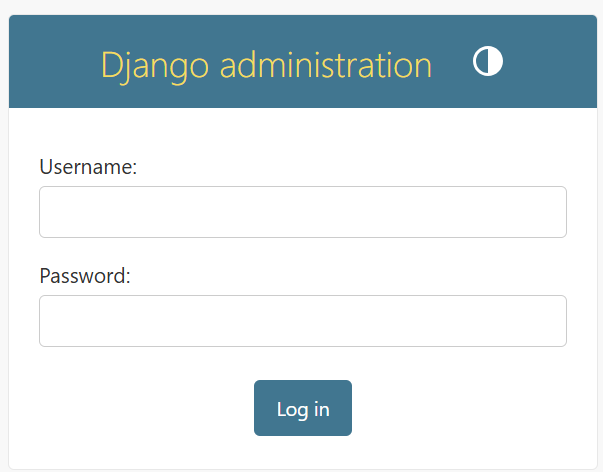 Django administration
Username:
Password:
Log in